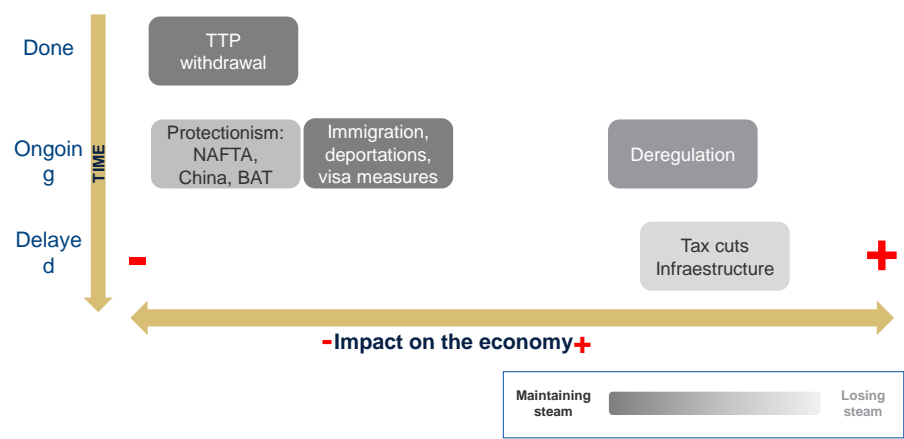 Done
TTP
withdrawal
TIME
Ongoin
g
Protectionism:
NAFTA,
China, BAT
Immigration,
deportations,
visa measures
Deregulation
Delaye
d
-
Tax cuts
Infraestructure
+
-Impact on the economy+
Maintaining
steam
Losing
steam